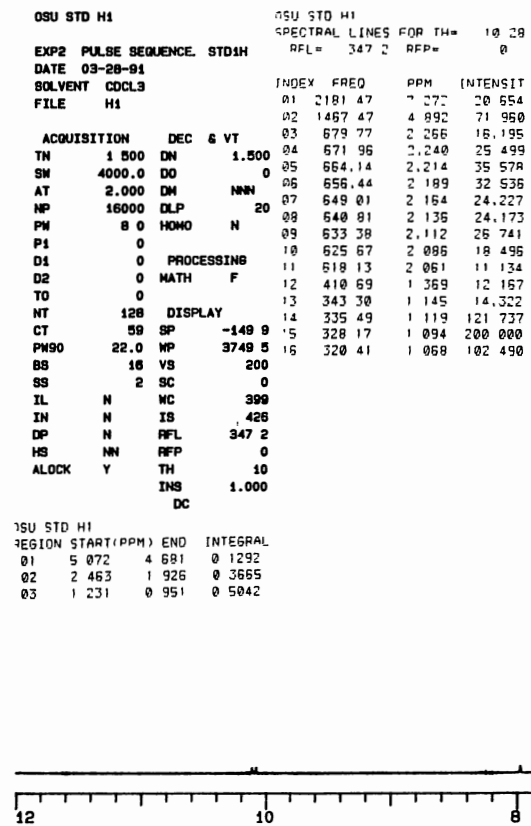 OSU STD H1
EXP2 PULSE SEQUENCE. STD1H
DATE 03-28-91
SOLVENT CDCL3
FILE H1
ACQUISITION DEC & VT
TN 1 500 DN 1.500
SW 4000.0 DO 0
AT 2.000 DM NNN
NP 16000 DLP 20
PW 8 0 HOMO N
P1 0
D1 0 PROCESSING
D2 0 MATH F
TO 0
NT 128 DISPLAY
CT 59 SP -149 9
PW90 22.0 WP 3749 5
BS 16 VS 200
SS 2 SC 0
IL N WC 399
IN N IS 426
DP N RFL 347 2
HS NN RFP 0
ALOCK Y TH 10
INS 1.000
DC
OSU STD H1
SPECTRAL LINES FOR TH= 10 28
RFL= 347 2 RFP= 0
INDEX FREQ PPM INTENSIT
01 2181 47 7 272 20 654
02 1467 47 4 892 71 960
03 679 77 2 266 16,195
04 671 96 2.240 25 499
05 664.14 2.214 35 578
06 656.44 2 189 32 536
07 649 01 2 164 24,227
08 640 81 2 136 24,173
09 633 38 2.112 26 741
10 625 67 2 086 18 496
11 618 13 2 061 11 134
12 410 69 1 369 12 167
13 343 30 1 145 14,322
14 335 49 1 119 121 737
15 328 17 1 094 200 000
16 320 41 1 068 102 490
OSU STD H1
REGION START(PPM) END INTEGRAL
01 5 072 4 681 0 1292
02 2 463 1 926 0 3665
03 1 231 0 951 0 5042
12 10 8